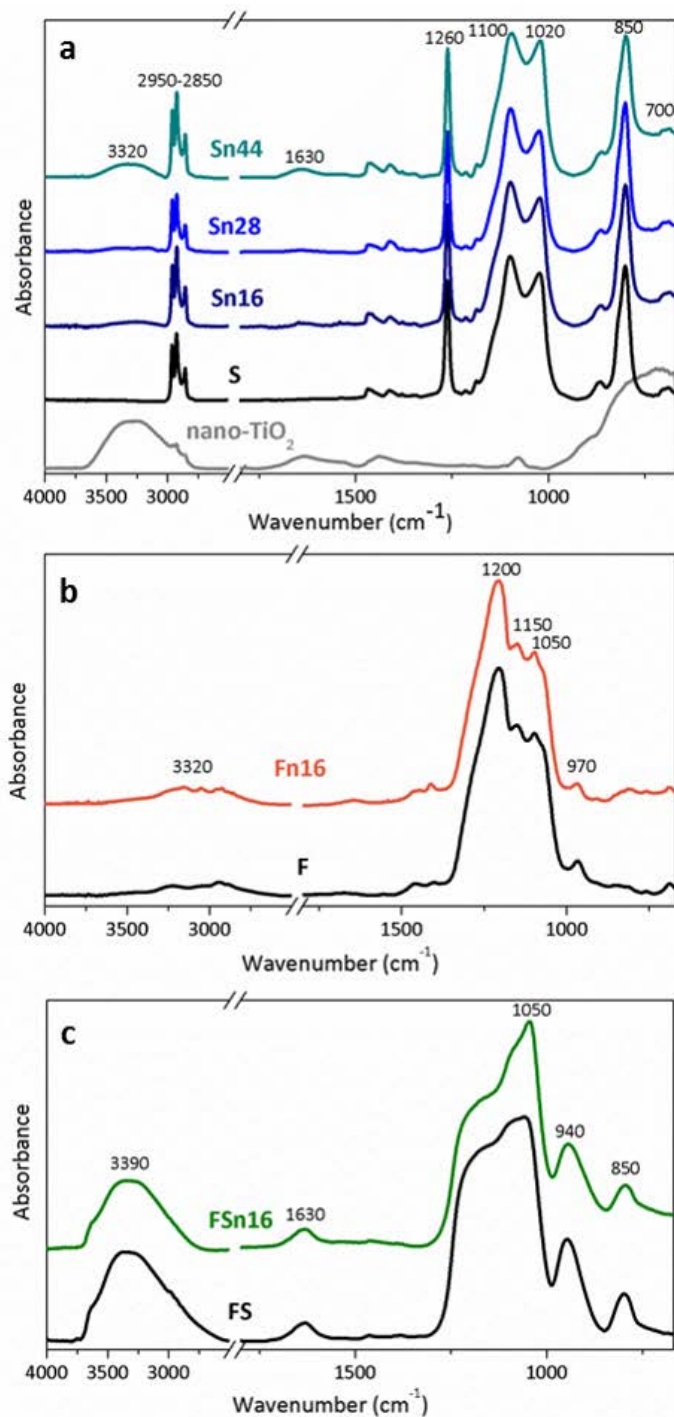 a
2950-2850
1260
1100
1020
850
700
3320
Sn44
1630
Sn28
Sn16
S
nano-TiO2
Absorbance
4000 3500 3000 1500 1000
Wavenumber (cm-1)
b
1200
1150
1050
3320
Fn16
970
F
Absorbance
4000 3500 3000 1500 1000
Wavenumber (cm-1)
c
1050
3390
940
FSn16
1630
850
FS
Absorbance
4000 3500 3000 1500 1000
Wavenumber (cm-1)